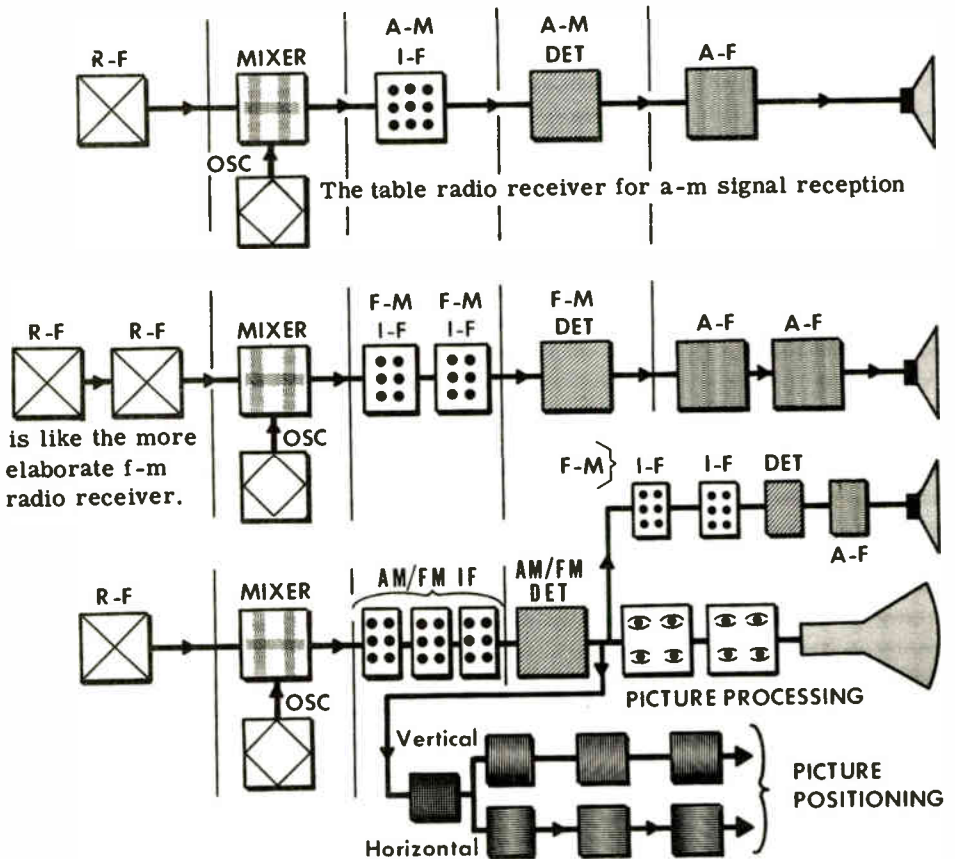 A-M
I-F
A-M
DET
R-F
MIXER
A-F
OSC
The table radio receiver for a-m signal reception
F-M
I-F
F-M
I-F
F-M
DET
R-F
R-F
MIXER
A-F
A-F
is like the more
elaborate f-m
radio receiver.
OSC
F-M
I-F
I-F
DET
A-F
R-F
MIXER
AM/FM IF
AM/FM
DET
OSC
PICTURE PROCESSING
Vertical
Horizontal
PICTURE
POSITIONING